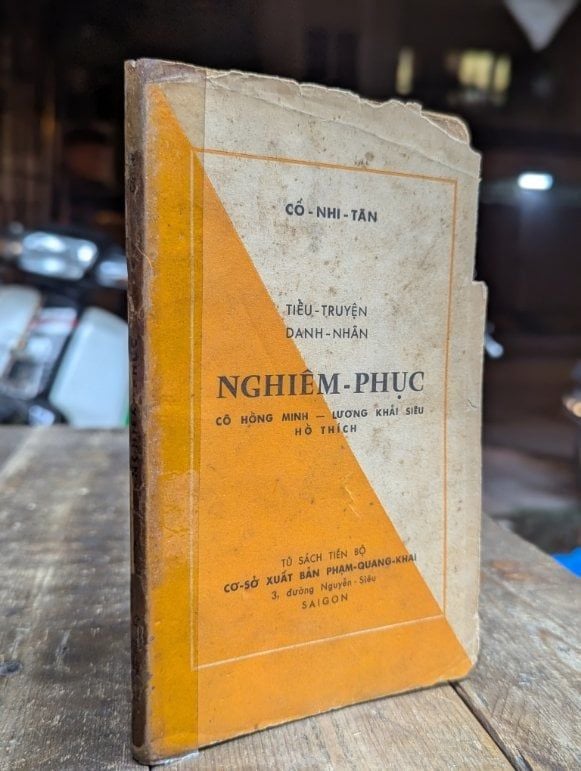 CỐ-NHI-TÂN
TIỂU-TRUYỆN
DANH-NHÂN
NGHIÊM-PHỤC
CÔ HỒNG MINH — LƯƠNG KHẢI SIÊU
HỒ THÍCH
TỦ SÁCH TIẾN BỘ
CƠ-SỞ XUẤT BẢN PHẠM-QUANG-KHAI
3, đường Nguyễn-Siêu
SAIGON